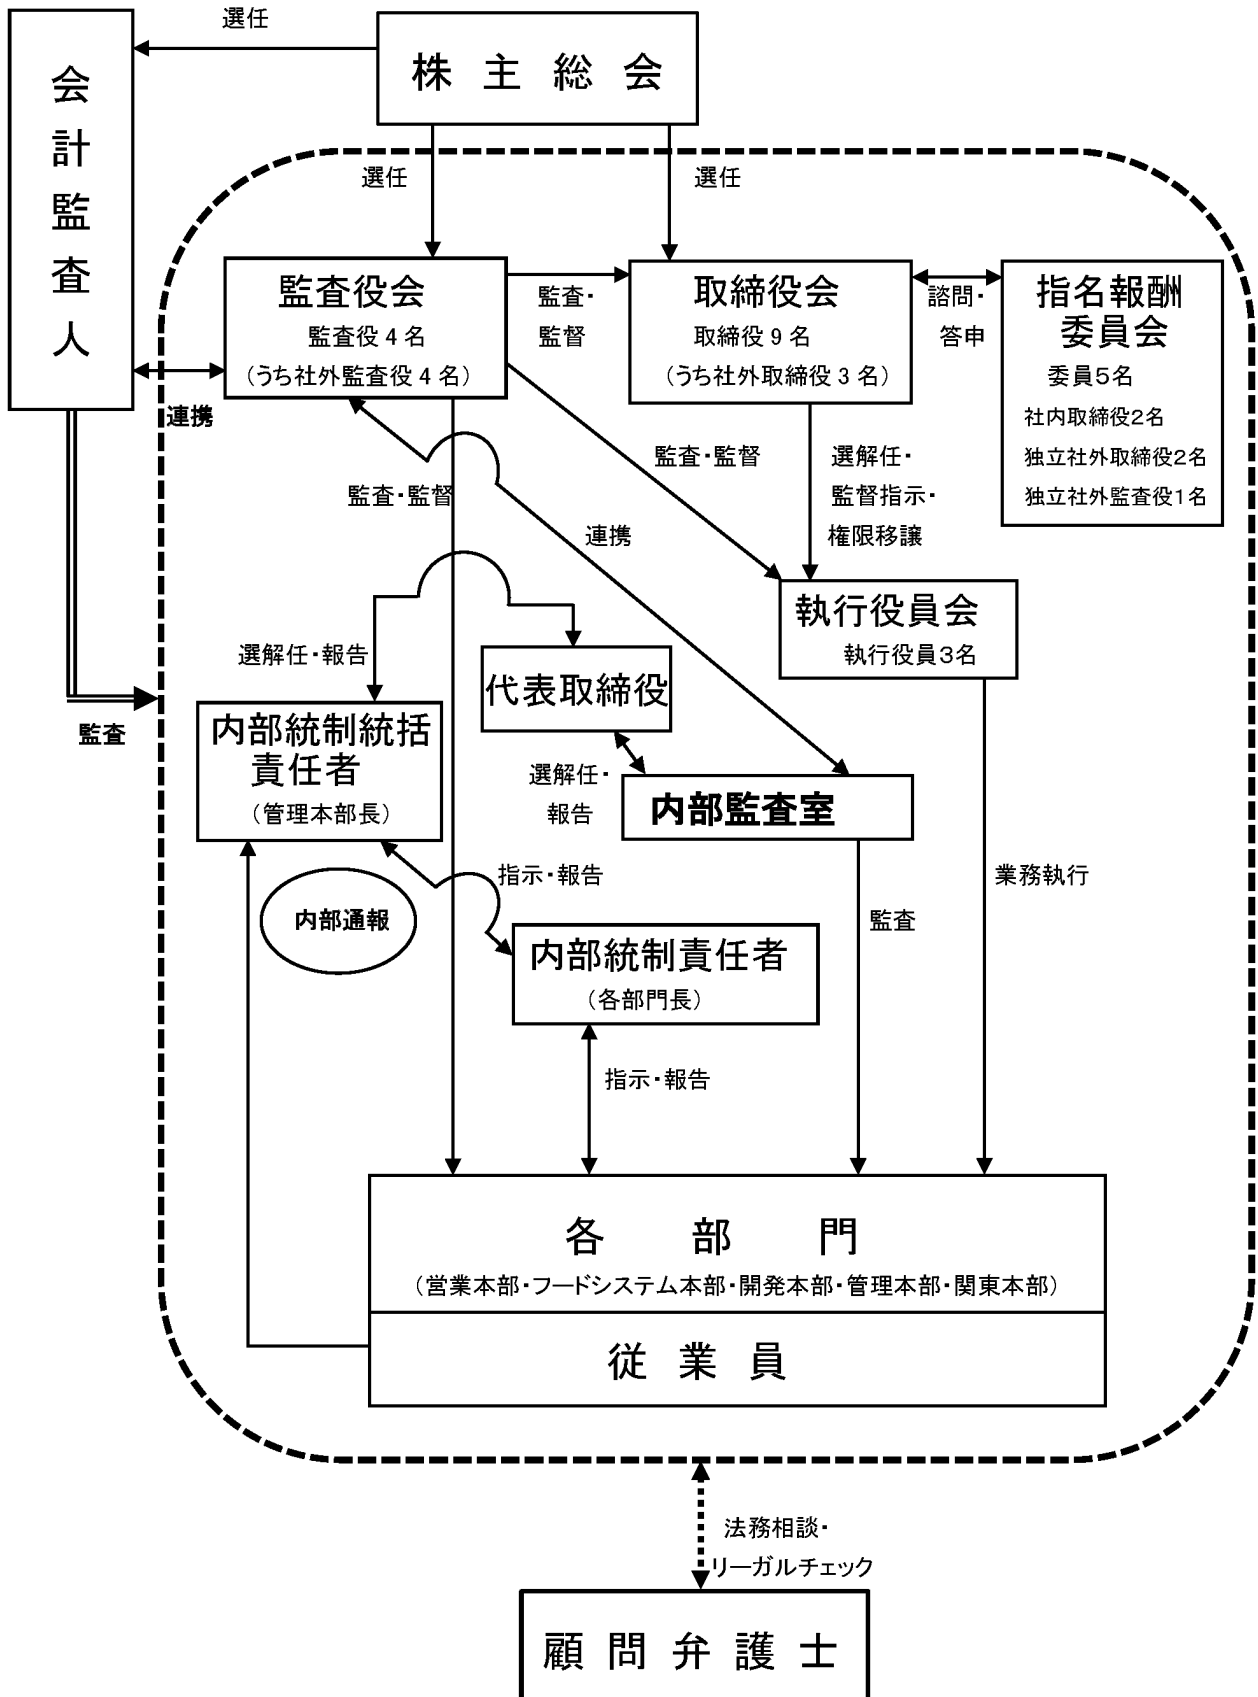 選任
株主総会
会計監査人
選任
選任
監査役会
監査役4名
（うち社外監査役4名）
監査・
監督
取締役会
取締役9名
（うち社外取締役3名）
諮問・
答申
指名報酬
委員会
委員5名
社内取締役2名
独立社外取締役2名
独立社外監査役1名
連携
監査・監督
監査・監督
選解任・
監督指示・
権限移譲
連携
執行役員会
執行役員3名
選解任・報告
代表取締役
監査
内部統制統括
責任者
（管理本部長）
選解任・
報告
内部監査室
指示・報告
業務執行
内部通報
監査
内部統制責任者
（各部門長）
指示・報告
各部門
（営業本部・フードシステム本部・開発本部・管理本部・関東本部）
従業員
法務相談・
リーガルチェック
顧問弁護士